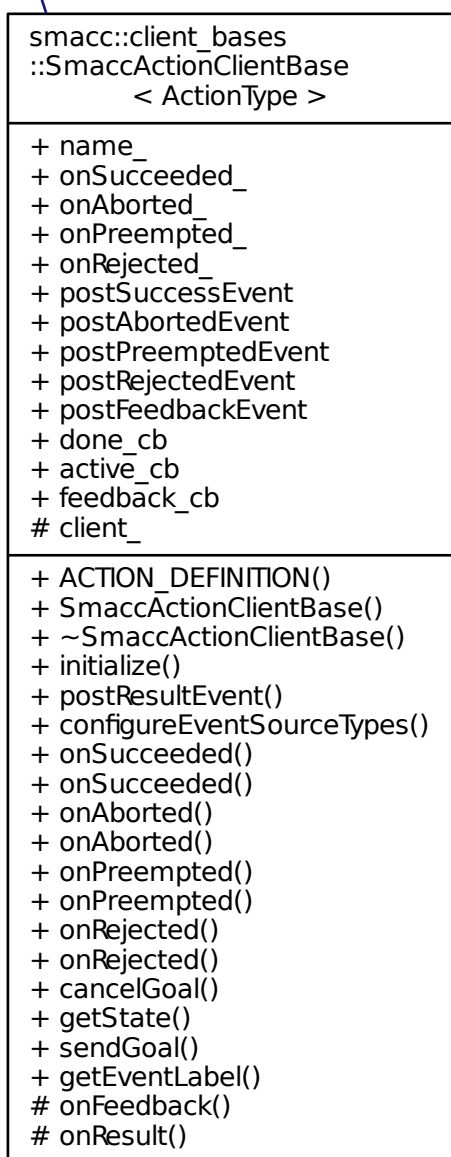 smacc::client_bases
::SmaccActionClientBase
< ActionType >
+ name_
+ onSucceeded_
+ onAborted_
+ onPreempted_
+ onRejected_
+ postSuccessEvent
+ postAbortedEvent
+ postPreemptedEvent
+ postRejectedEvent
+ postFeedbackEvent
+ done_cb
+ active_cb
+ feedback_cb
# client_
+ ACTION_DEFINITION()
+ SmaccActionClientBase()
+ ~SmaccActionClientBase()
+ initialize()
+ postResultEvent()
+ configureEventSourceTypes()
+ onSucceeded()
+ onSucceeded()
+ onAborted()
+ onAborted()
+ onPreempted()
+ onPreempted()
+ onRejected()
+ onRejected()
+ cancelGoal()
+ getState()
+ sendGoal()
+ getEventLabel()
# onFeedback()
# onResult()